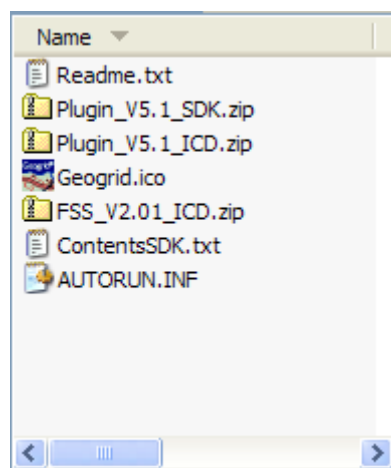 Name
Readme.txt
Plugin_V5.1_SDK.zip
Plugin_V5.1_ICD.zip
Geogrid.ico
FSS_V2.01_ICD.zip
ContentsSDK.txt
AUTORUN.INF